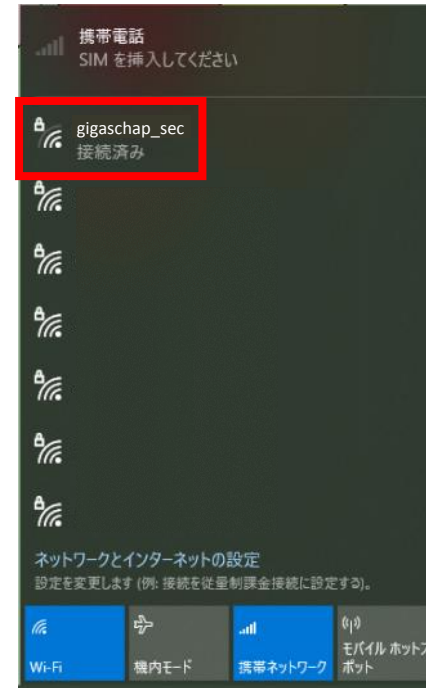 携帯電話
SIM を挿入してください
gigaschap_sec
接続済み
ネットワークとインターネットの設定
設定を変更します (例: 接続を従量制課金接続に設定する)。
Wi-Fi
機内モード
携帯ネットワーク
モバイル ホットス
ポット